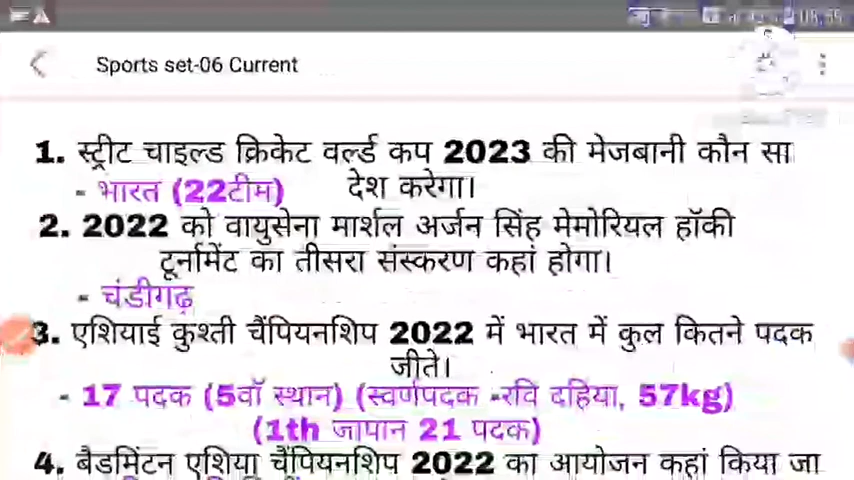 Sports set-06 Current
1. स्ट्रीट चाइल्ड क्रिकेट वर्ल्ड कप 2023 की मेजबानी कौन सा
- भारत (22टीम) देश करेगा।
2. 2022 को वायुसेना मार्शल अर्जन सिंह मेमोरियल हॉकी
टूर्नामेंट का तीसरा संस्करण कहां होगा।
- चंडीगढ़
3. एशियाई कुश्ती चैंपियनशिप 2022 में भारत में कुल कितने पदक
जीते।
- 17 पदक (5वॉ स्थान) (स्वर्णपदक -रवि दहिया, 57kg)
(1th जापान 21 पदक)
4. बैडमिंटन एशिया चैंपियनशिप 2022 का आयोजन कहां किया जा